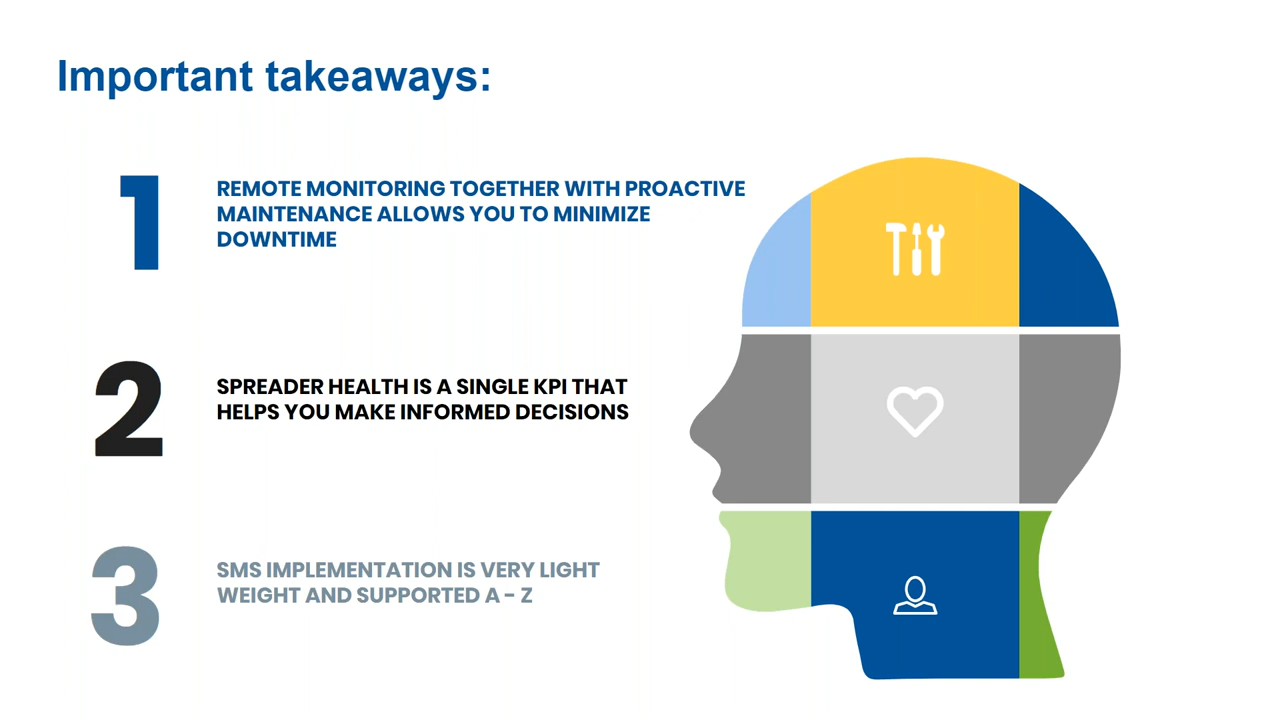 Important takeaways:
1
REMOTE MONITORING TOGETHER WITH PROACTIVE
MAINTENANCE ALLOWS YOU TO MINIMIZE
DOWNTIME
2
SPREADER HEALTH IS A SINGLE KPI THAT
HELPS YOU MAKE INFORMED DECISIONS
3
SMS IMPLEMENTATION IS VERY LIGHT
WEIGHT AND SUPPORTED A – Z